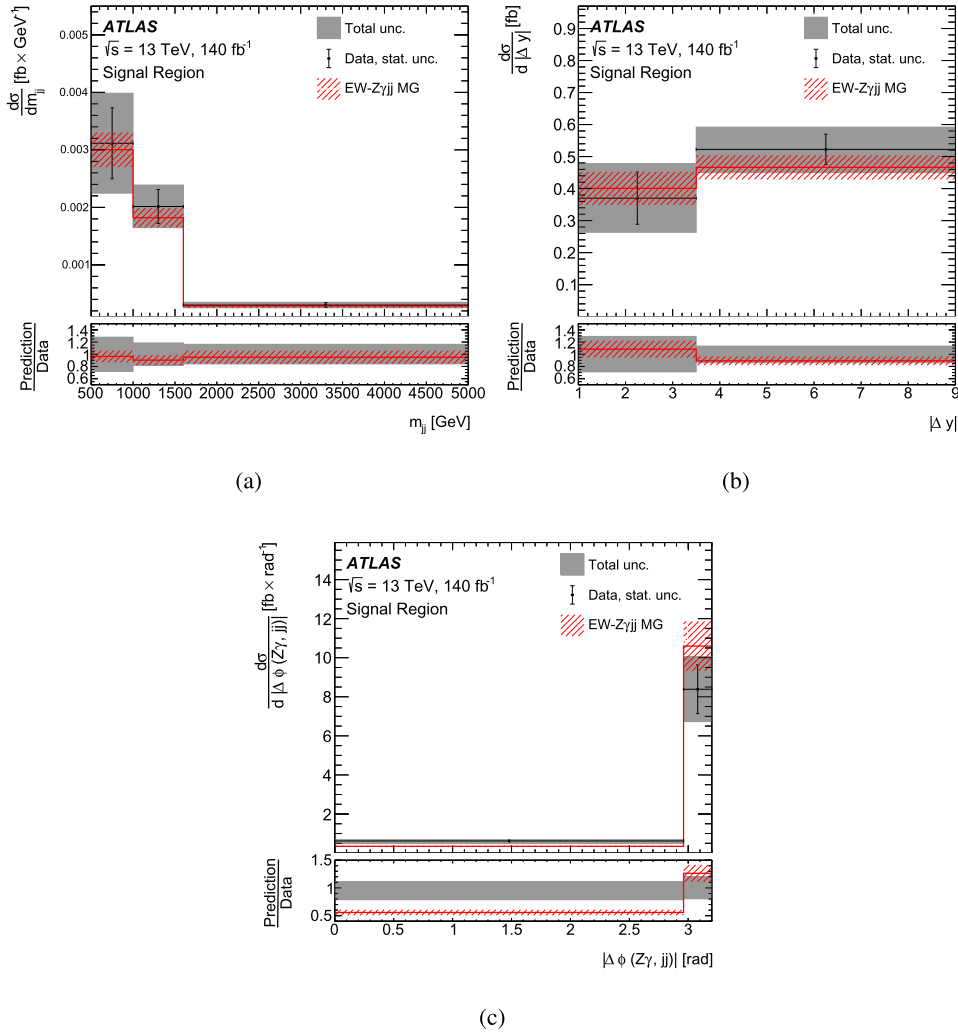 ATLAS
√s = 13 TeV, 140 fb⁻¹
Signal Region
Total unc.
Data, stat. unc.
EW-Zγjj MG
dσ/dm_jj [fb × GeV⁻¹]
0.005
0.004
0.003
0.002
0.001
Prediction/Data
1.4
1.2
1
0.8
0.6
500 1000 1500 2000 2500 3000 3500 4000 4500 5000
m_jj [GeV]
(a)
ATLAS
√s = 13 TeV, 140 fb⁻¹
Signal Region
Total unc.
Data, stat. unc.
EW-Zγjj MG
dσ/d |Δ y| [fb]
0.9
0.8
0.7
0.6
0.5
0.4
0.3
0.2
0.1
Prediction/Data
1.4
1.2
1
0.8
0.6
1 2 3 4 5 6 7 8 9
|Δ y|
(b)
ATLAS
√s = 13 TeV, 140 fb⁻¹
Signal Region
Total unc.
Data, stat. unc.
EW-Zγjj MG
dσ/d |Δ ϕ (Zγ, jj)| [fb × rad⁻¹]
14
12
10
8
6
4
2
Prediction/Data
1.5
1
0.5
0 0.5 1 1.5 2 2.5 3
|Δ ϕ (Zγ, jj)| [rad]
(c)